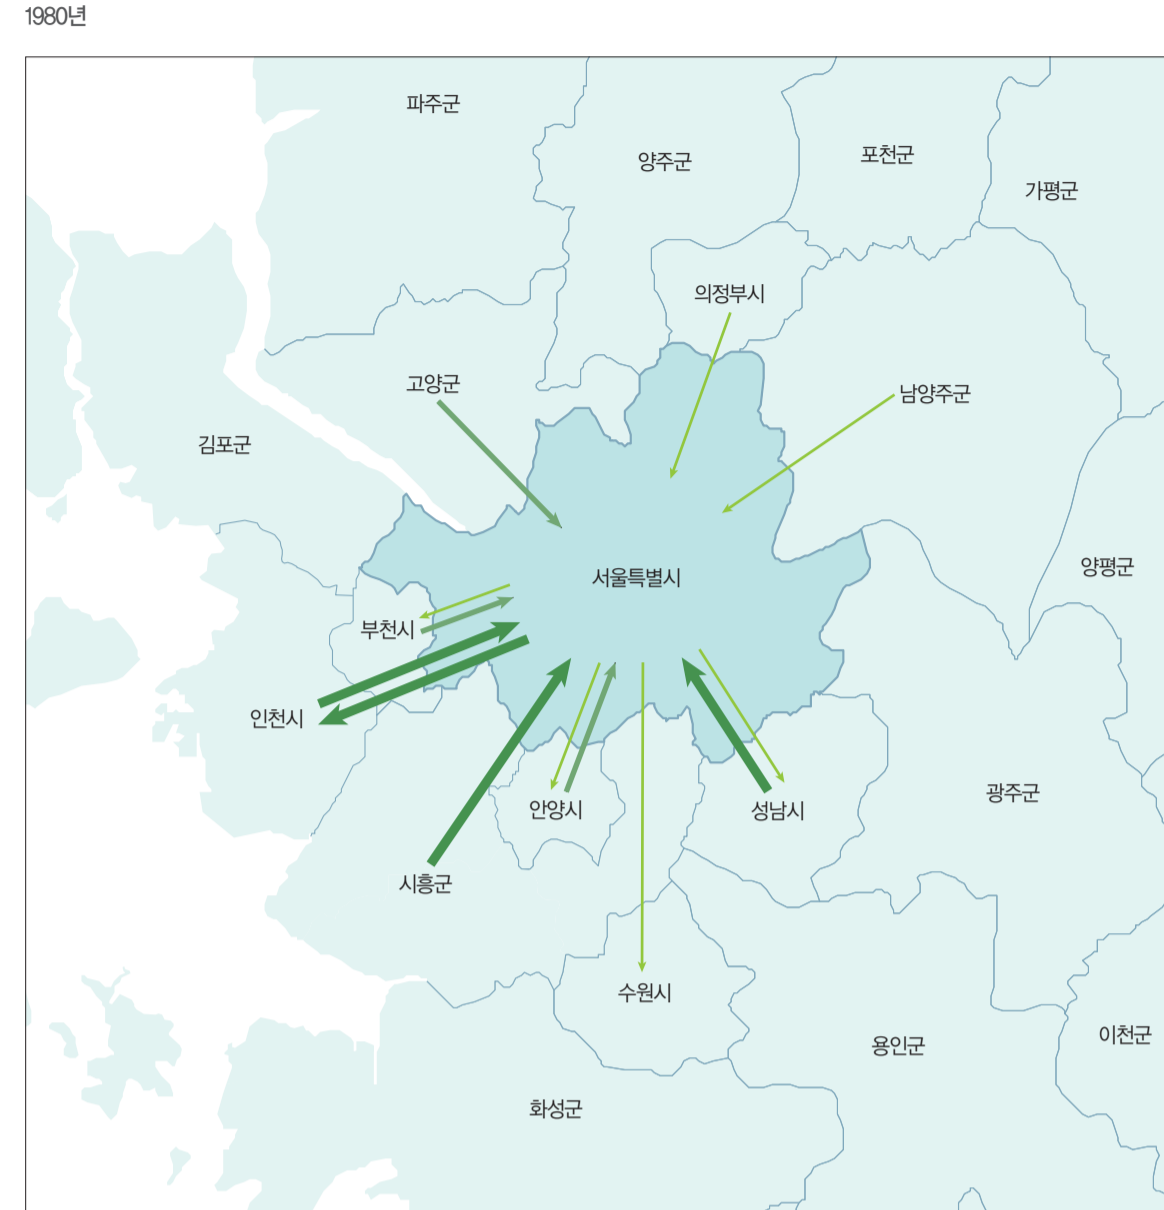 1980년
파주군
양주군
포천군
가평군
의정부시
고양군
남양주군
김포군
양평군
서울특별시
부천시
인천시
광주군
안양시
성남시
시흥군
수원시
이천군
용인군
화성군